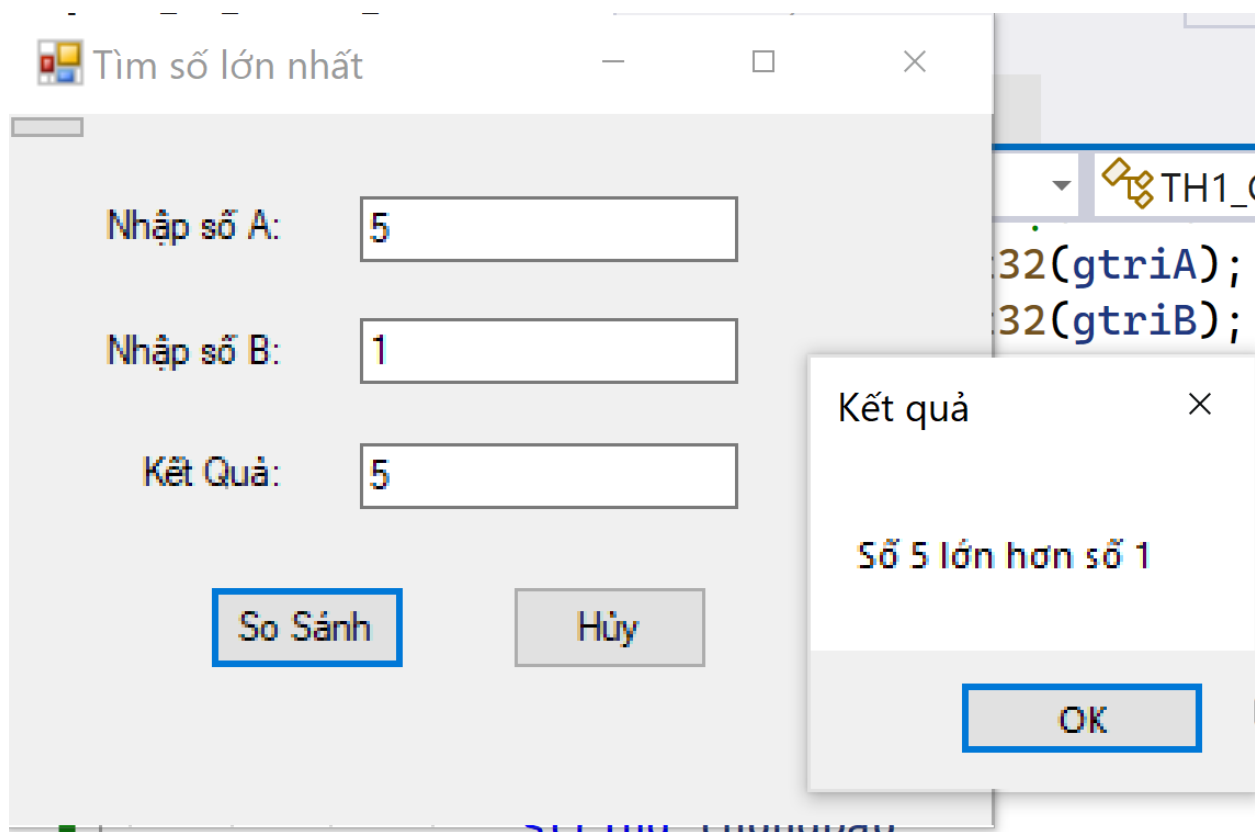 Tìm số lớn nhất
Nhập số A:
5
Nhập số B:
1
Kết Quả:
5
So Sánh
Hủy
TH1_
32(gtriA);
32(gtriB);
Kết quả
Số 5 lớn hơn số 1
OK